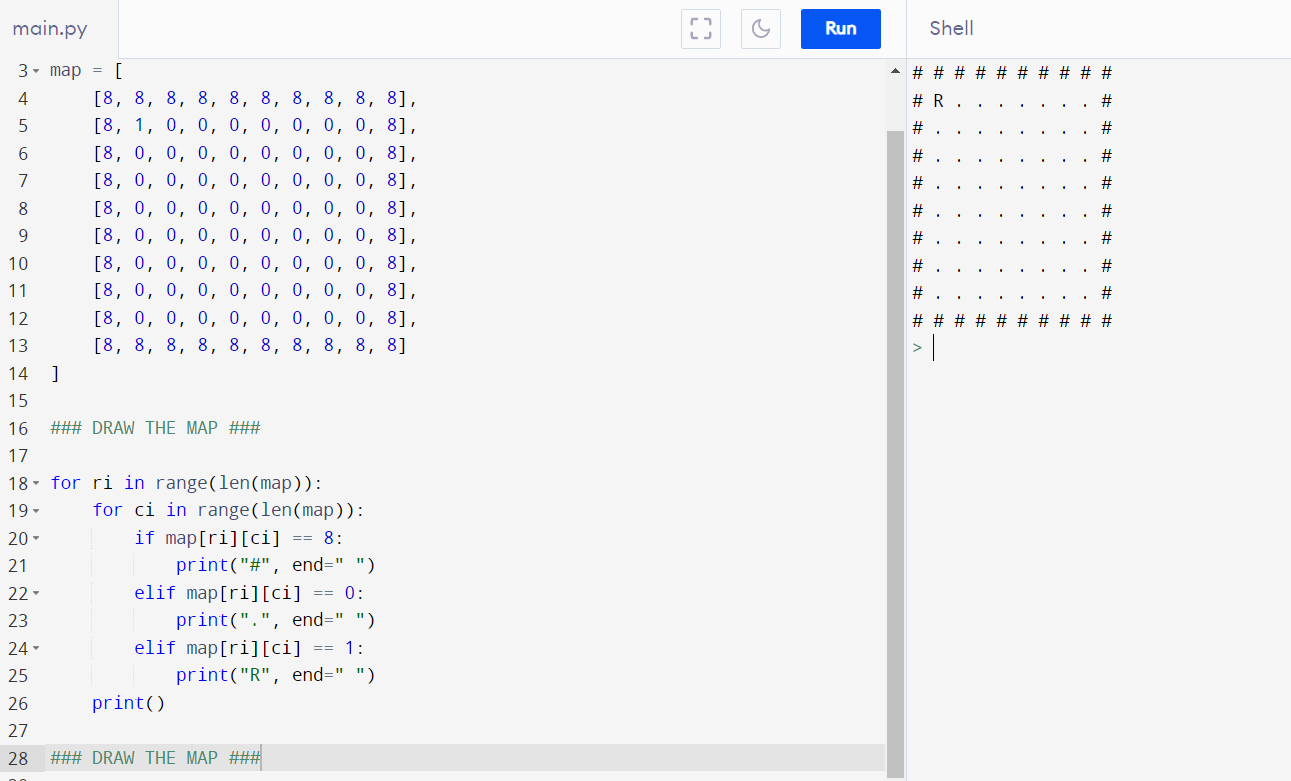 main.py
Run
Shell
3 map = [
4     [8, 8, 8, 8, 8, 8, 8, 8, 8, 8],
5     [8, 1, 0, 0, 0, 0, 0, 0, 0, 8],
6     [8, 0, 0, 0, 0, 0, 0, 0, 0, 8],
7     [8, 0, 0, 0, 0, 0, 0, 0, 0, 8],
8     [8, 0, 0, 0, 0, 0, 0, 0, 0, 8],
9     [8, 0, 0, 0, 0, 0, 0, 0, 0, 8],
10     [8, 0, 0, 0, 0, 0, 0, 0, 0, 8],
11     [8, 0, 0, 0, 0, 0, 0, 0, 0, 8],
12     [8, 0, 0, 0, 0, 0, 0, 0, 0, 8],
13     [8, 8, 8, 8, 8, 8, 8, 8, 8, 8]
14 ]
15
16 ### DRAW THE MAP ###
17
18 for ri in range(len(map)):
19     for ci in range(len(map)):
20         if map[ri][ci] == 8:
21             print("#", end=" ")
22         elif map[ri][ci] == 0:
23             print(".", end=" ")
24         elif map[ri][ci] == 1:
25             print("R", end=" ")
26     print()
27
28 ### DRAW THE MAP ###
# # # # # # # # # #
# R . . . . . . . #
# . . . . . . . . #
# . . . . . . . . #
# . . . . . . . . #
# . . . . . . . . #
# . . . . . . . . #
# . . . . . . . . #
# . . . . . . . . #
# # # # # # # # # #
>